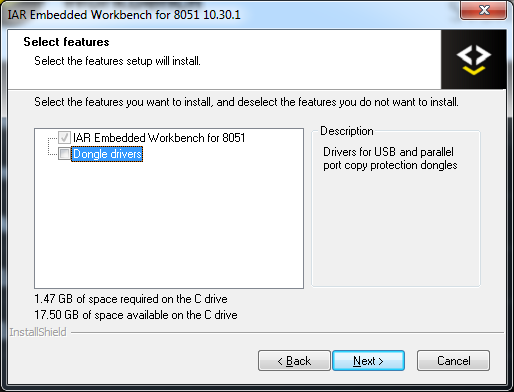 IAR Embedded Workbench for 8051 10.30.1
Select features
Select the features setup will install.
Select the features you want to install, and deselect the features you do not want to install.
IAR Embedded Workbench for 8051
Dongle drivers
Description
Drivers for USB and parallel
port copy protection dongles
1.47 GB of space required on the C drive
17.50 GB of space available on the C drive
InstallShield
< Back
Next >
Cancel